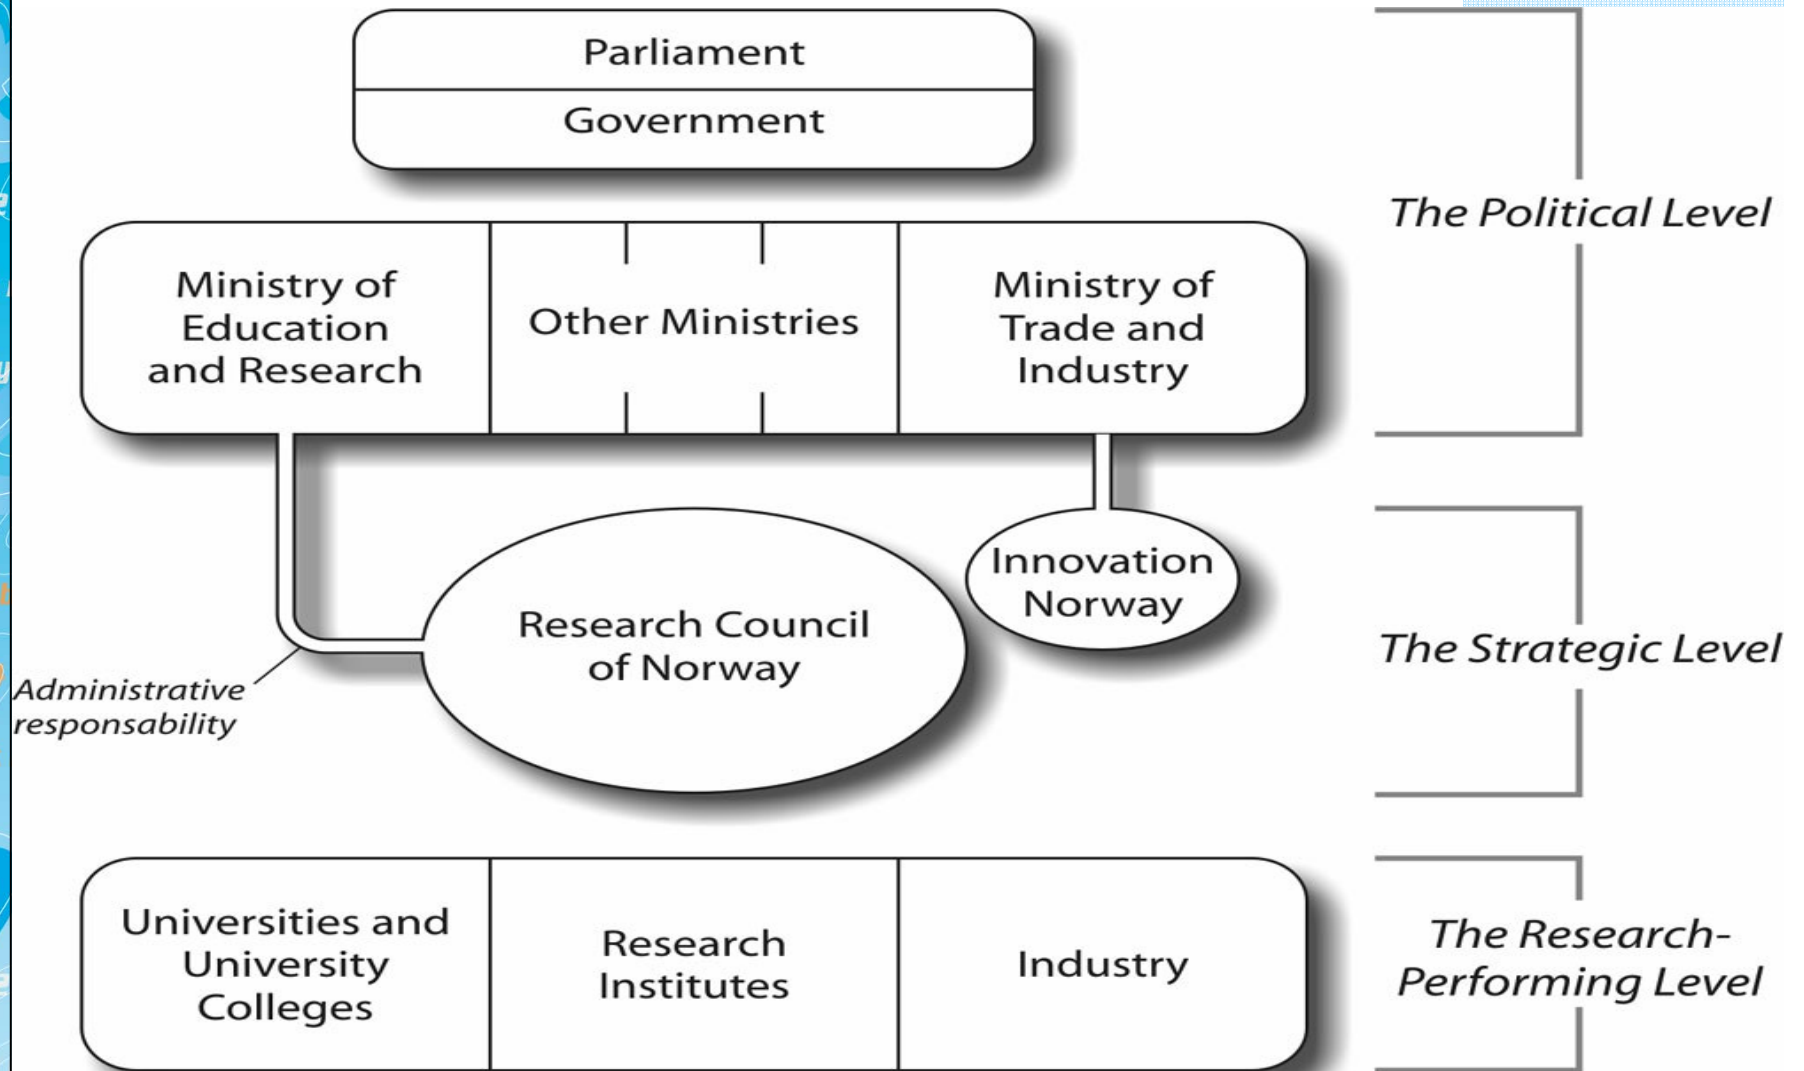 Parliament
Government
The Political Level
Ministry of
Education
and Research
Other Ministries
Ministry of
Trade and
Industry
Innovation
Norway
Research Council
of Norway
The Strategic Level
Administrative
responsability
Universities and
University
Colleges
Research
Institutes
Industry
The Research-
Performing Level